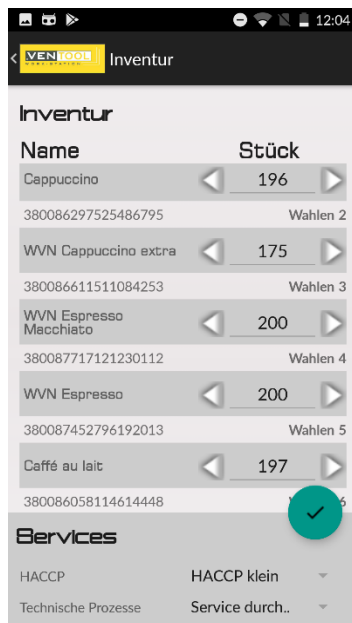 12:04
VENTOOL
WORK-STATION
Inventur
Inventur
Name Stück
Cappuccino 196
380086297525486795 Wahlen 2
WVN Cappuccino extra 175
380086611511084253 Wahlen 3
WVN Espresso
Macchiato 200
380087717121230112 Wahlen 4
WVN Espresso 200
380087452796192013 Wahlen 5
Caffé au lait 197
380086058114614448
Services
HACCP HACCP klein
Technische Prozesse Service durch..